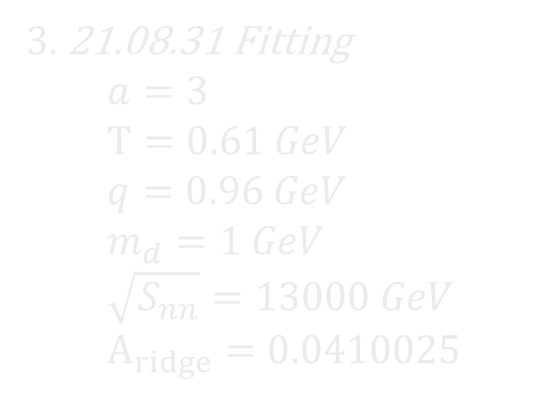 3. 21.08.31 Fitting
a = 3
T = 0.61 GeV
q = 0.96 GeV
m_d = 1 GeV
√S_nn = 13000 GeV
A_ridge = 0.0410025